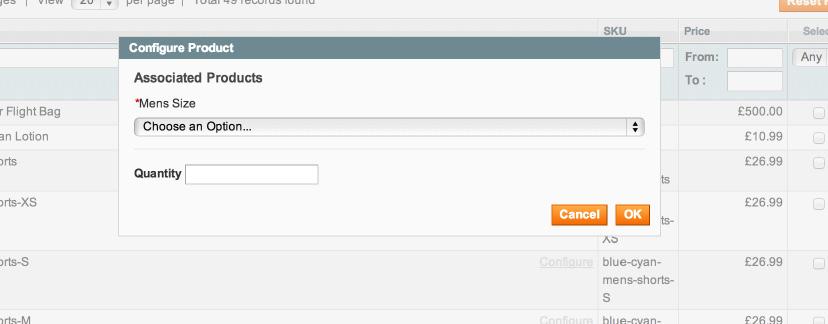 View 20 per page | Total 49 records found
Reset
SKU Price Selec
Configure Product
From:
Any
To :
Associated Products
*Mens Size
Choose an Option...
Quantity
Cancel OK
r Flight Bag £500.00
an Lotion £10.99
orts £26.99
ts
orts-XS £26.99
ts-
XS
orts-S Configure blue-cyan- £26.99
mens-shorts-
S
orts-M Configure blue-cyan- £26.99